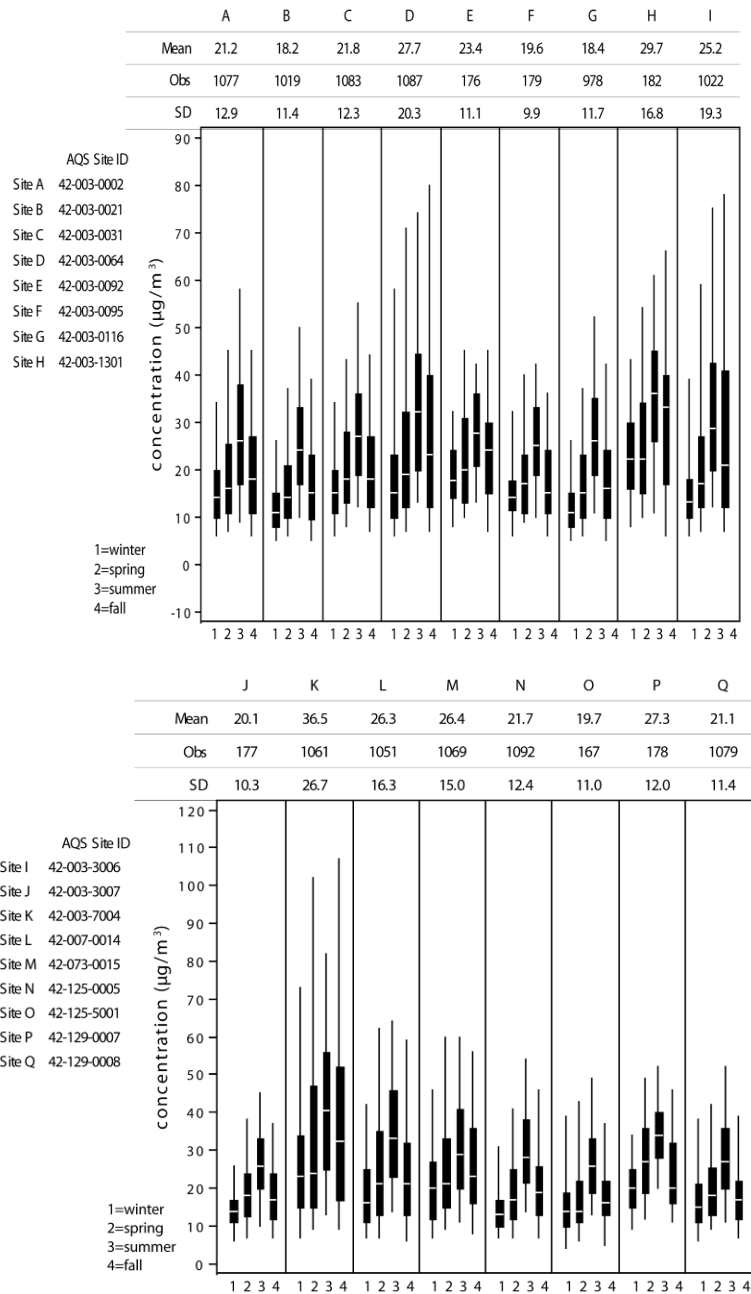 A B C D E F G H I
Mean 21.2 18.2 21.8 27.7 23.4 19.6 18.4 29.7 25.2
Obs 1077 1019 1083 1087 176 179 978 182 1022
SD 12.9 11.4 12.3 20.3 11.1 9.9 11.7 16.8 19.3
AQS Site ID
Site A 42-003-0002
Site B 42-003-0021
Site C 42-003-0031
Site D 42-003-0064
Site E 42-003-0092
Site F 42-003-0095
Site G 42-003-0116
Site H 42-003-1301
concentration (µg/m³)
90
80
70
60
50
40
30
20
10
0
-10
1=winter
2=spring
3=summer
4=fall
1 2 3 4 1 2 3 4 1 2 3 4 1 2 3 4 1 2 3 4 1 2 3 4 1 2 3 4 1 2 3 4 1 2 3 4
J K L M N O P Q
Mean 20.1 36.5 26.3 26.4 21.7 19.7 27.3 21.1
Obs 177 1061 1051 1069 1092 167 178 1079
SD 10.3 26.7 16.3 15.0 12.4 11.0 12.0 11.4
AQS Site ID
Site I 42-003-3006
Site J 42-003-3007
Site K 42-003-7004
Site L 42-007-0014
Site M 42-073-0015
Site N 42-125-0005
Site O 42-125-5001
Site P 42-129-0007
Site Q 42-129-0008
concentration (µg/m³)
120
110
100
90
80
70
60
50
40
30
20
10
0
1=winter
2=spring
3=summer
4=fall
1 2 3 4 1 2 3 4 1 2 3 4 1 2 3 4 1 2 3 4 1 2 3 4 1 2 3 4 1 2 3 4